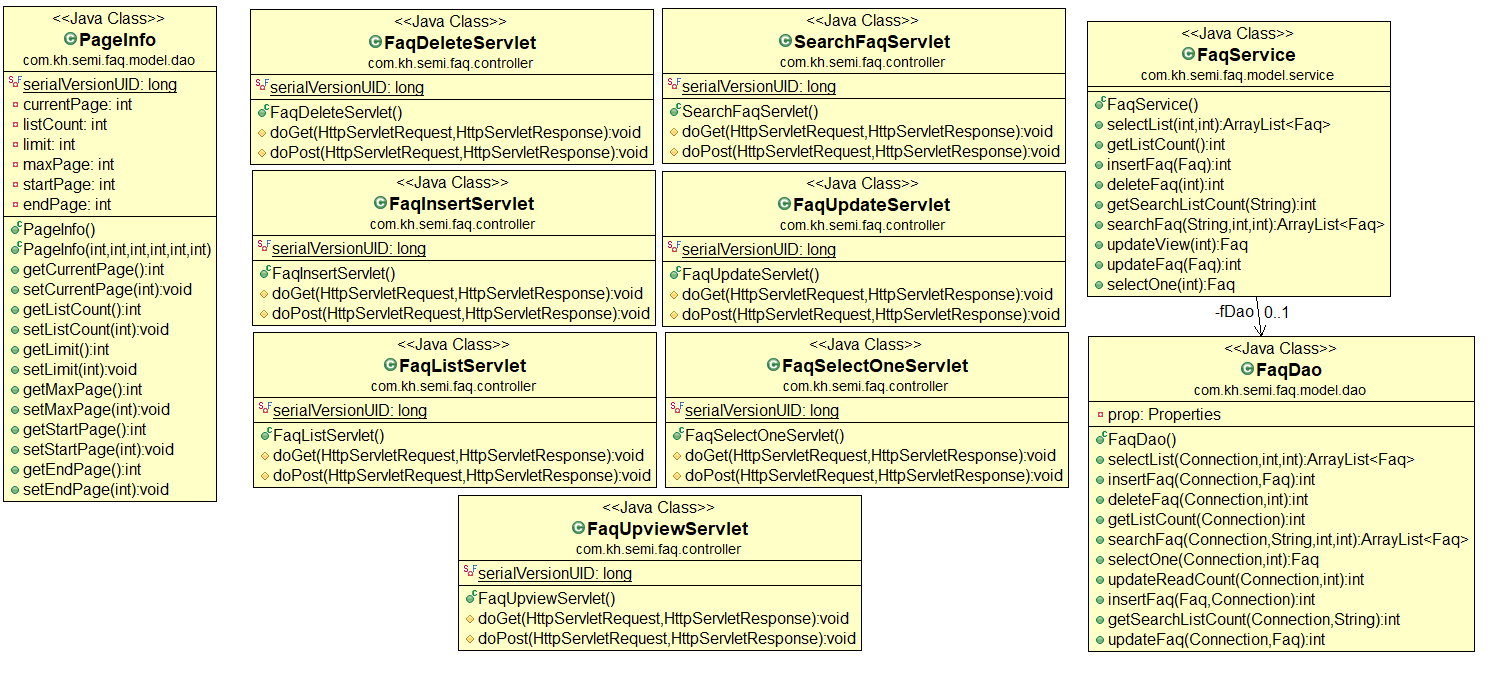 <<Java Class>>
PageInfo
com.kh.semi.faq.model.dao
serialVersionUID: long
currentPage: int
listCount: int
limit: int
maxPage: int
startPage: int
endPage: int
PageInfo()
PageInfo(int,int,int,int,int,int)
getCurrentPage():int
setCurrentPage(int):void
getListCount():int
setListCount(int):void
getLimit():int
setLimit(int):void
getMaxPage():int
setMaxPage(int):void
getStartPage():int
setStartPage(int):void
getEndPage():int
setEndPage(int):void
<<Java Class>>
FaqDeleteServlet
com.kh.semi.faq.controller
serialVersionUID: long
FaqDeleteServlet()
doGet(HttpServletRequest,HttpServletResponse):void
doPost(HttpServletRequest,HttpServletResponse):void
<<Java Class>>
SearchFaqServlet
com.kh.semi.faq.controller
serialVersionUID: long
SearchFaqServlet()
doGet(HttpServletRequest,HttpServletResponse):void
doPost(HttpServletRequest,HttpServletResponse):void
<<Java Class>>
FaqInsertServlet
com.kh.semi.faq.controller
serialVersionUID: long
FaqInsertServlet()
doGet(HttpServletRequest,HttpServletResponse):void
doPost(HttpServletRequest,HttpServletResponse):void
<<Java Class>>
FaqUpdateServlet
com.kh.semi.faq.controller
serialVersionUID: long
FaqUpdateServlet()
doGet(HttpServletRequest,HttpServletResponse):void
doPost(HttpServletRequest,HttpServletResponse):void
<<Java Class>>
FaqListServlet
com.kh.semi.faq.controller
serialVersionUID: long
FaqListServlet()
doGet(HttpServletRequest,HttpServletResponse):void
doPost(HttpServletRequest,HttpServletResponse):void
<<Java Class>>
FaqSelectOneServlet
com.kh.semi.faq.controller
serialVersionUID: long
FaqSelectOneServlet()
doGet(HttpServletRequest,HttpServletResponse):void
doPost(HttpServletRequest,HttpServletResponse):void
<<Java Class>>
FaqUpviewServlet
com.kh.semi.faq.controller
serialVersionUID: long
FaqUpviewServlet()
doGet(HttpServletRequest,HttpServletResponse):void
doPost(HttpServletRequest,HttpServletResponse):void
<<Java Class>>
FaqService
com.kh.semi.faq.model.service
FaqService()
selectList(int,int):ArrayList<Faq>
getListCount():int
insertFaq(Faq):int
deleteFaq(int):int
getSearchListCount(String):int
searchFaq(String,int,int):ArrayList<Faq>
updateView(int):Faq
updateFaq(Faq):int
selectOne(int):Faq
-fDao 0..1
<<Java Class>>
FaqDao
com.kh.semi.faq.model.dao
prop: Properties
FaqDao()
selectList(Connection,int,int):ArrayList<Faq>
insertFaq(Connection,Faq):int
deleteFaq(Connection,int):int
getListCount(Connection):int
searchFaq(Connection,String,int,int):ArrayList<Faq>
selectOne(Connection,int):Faq
updateReadCount(Connection,int):int
insertFaq(Faq,Connection):int
getSearchListCount(Connection,String):int
updateFaq(Connection,Faq):int